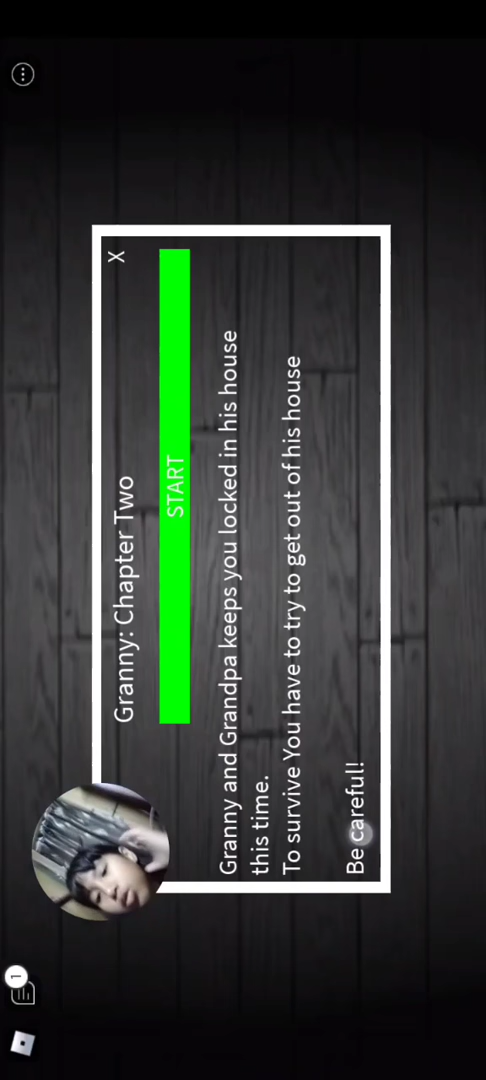 Granny: Chapter Two
X
START
Granny and Grandpa keeps you locked in his house
this time.
To survive You have to try to get out of his house
Be careful!
1